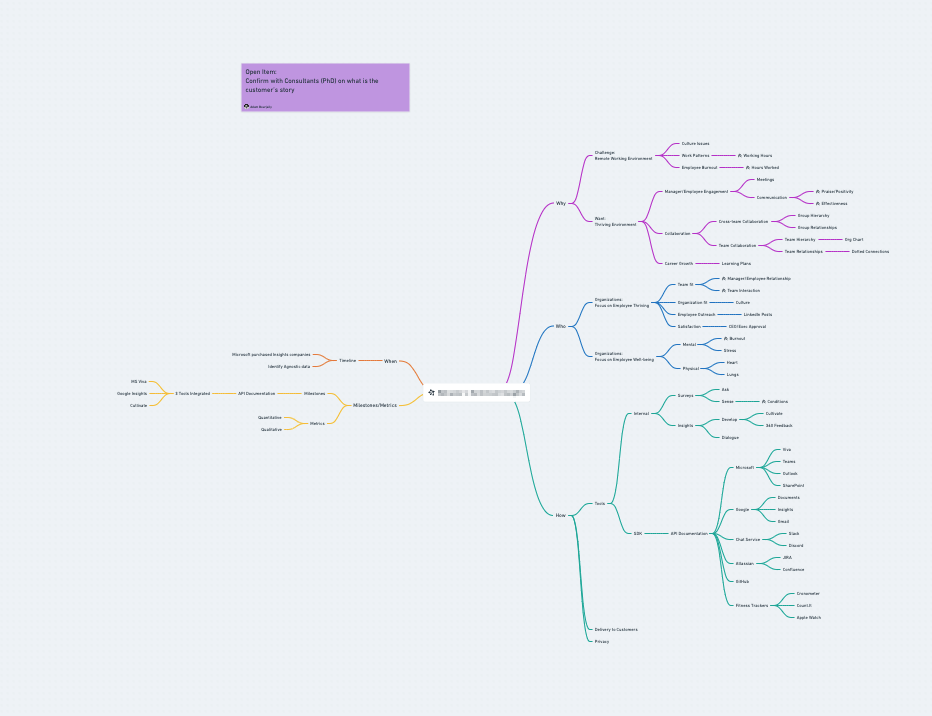 Open Item:
Confirm with Consultants (PhD) on what is the
customer's story
Why
Challenge:
Remote Working Environment
Culture Issues
Work Patterns
Working Hours
Employee Burnout
Hours Worked
Want:
Thriving Environment
Manager/Employee Engagement
Meetings
Communication
Praise/Positivity
Effectiveness
Collaboration
Cross-team Collaboration
Group Hierarchy
Group Relationships
Team Collaboration
Team Hierarchy
Org Chart
Team Relationships
Dotted Connections
Career Growth
Learning Plans
Who
Organizations:
Focus on Employee Thriving
Team N
Manager/Employee Relationship
Team Interaction
Organization N
Culture
Employee Outreach
LinkedIn Posts
Satisfaction
CEO/Exec Approval
Organizations:
Focus on Employee Well-being
Mental
Burnout
Stress
Physical
Heart
Lungs
How
Tools
Internal
Surveys
Ask
Sense
Conditions
Insights
Develop
Cultivate
360 Feedback
Dialogue
SDK
API Documentation
Microsoft
Viva
Teams
Outlook
SharePoint
Google
Documents
Insights
Gmail
Chat Service
Slack
Discord
Atlassian
JIRA
Confluence
GitHub
Fitness Trackers
Cronometer
CourtUS
Apple Watch
Delivery to Customers
Privacy
When
Timeline
Microsoft purchased Insights companies
Identify Agnostic data
Milestones/Metrics
Milestones
API Documentation
3 Tools Integrated
MS Viva
Google Insights
Cultivate
Metrics
Quantitative
Qualitative